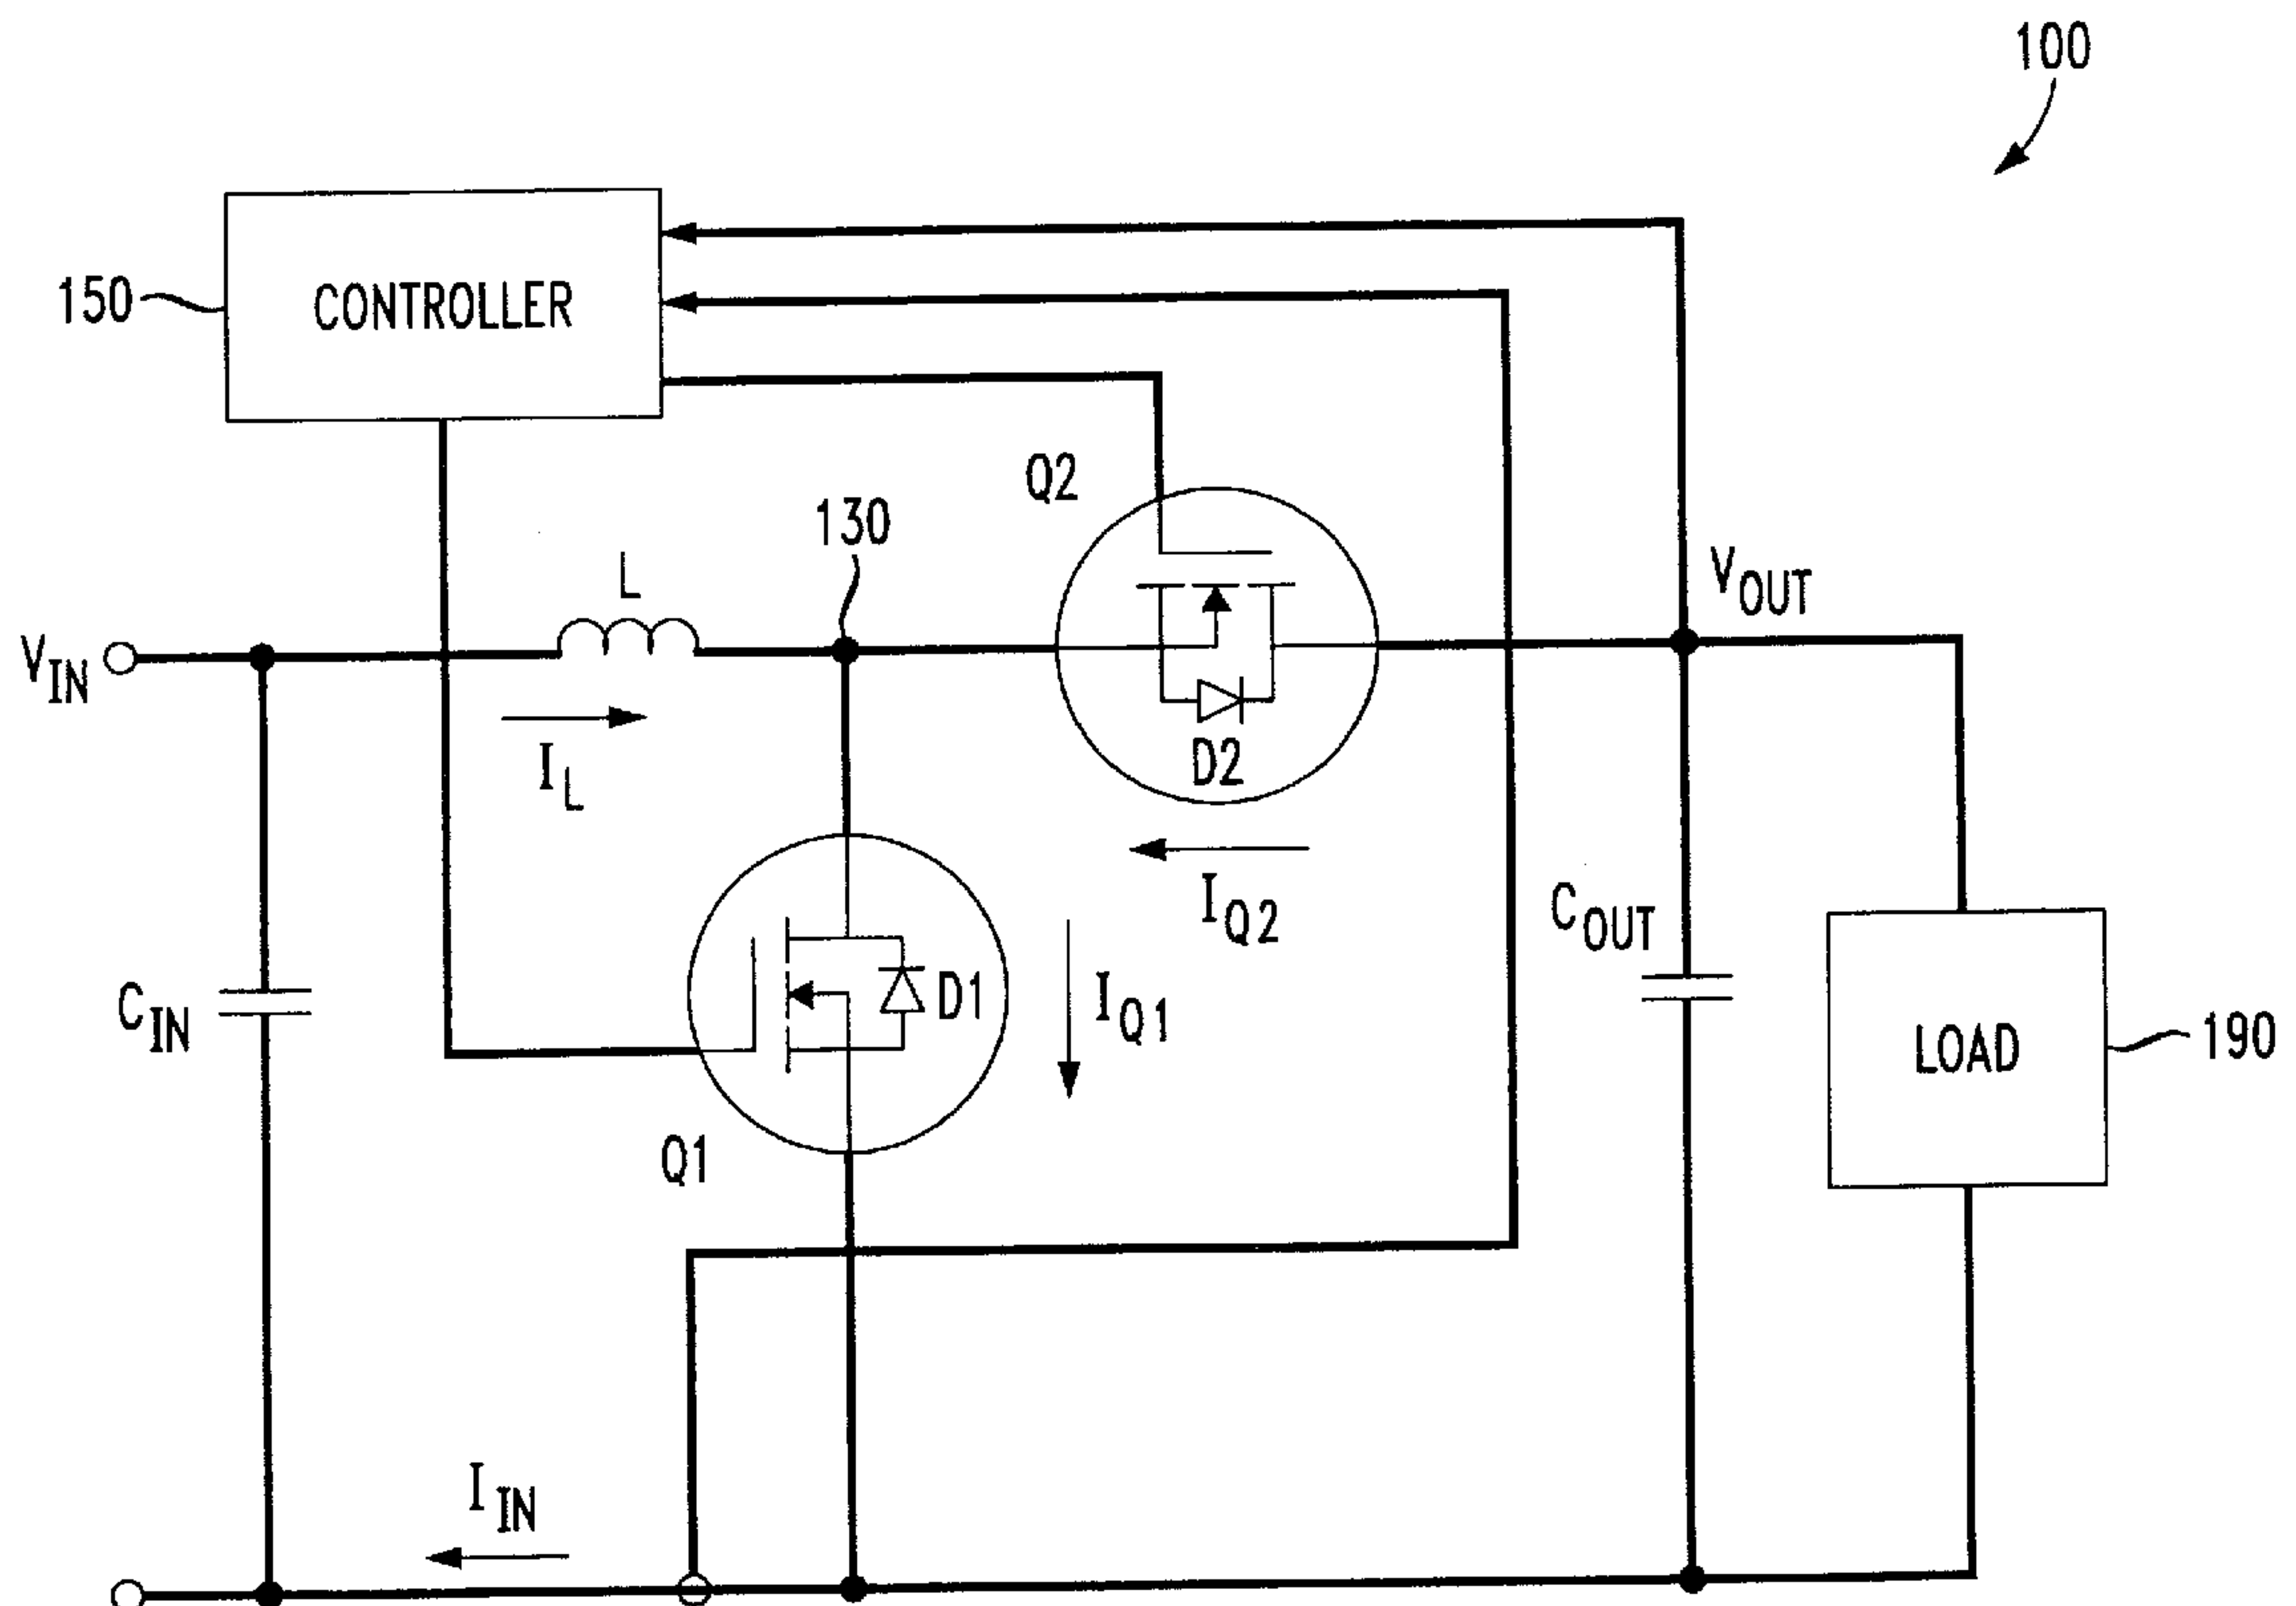 100
150
CONTROLLER
Q2
130
L
VOUT
VIN
IL
D2
IQ2
COUT
CIN
D1
IQ1
LOAD
190
Q1
IIN